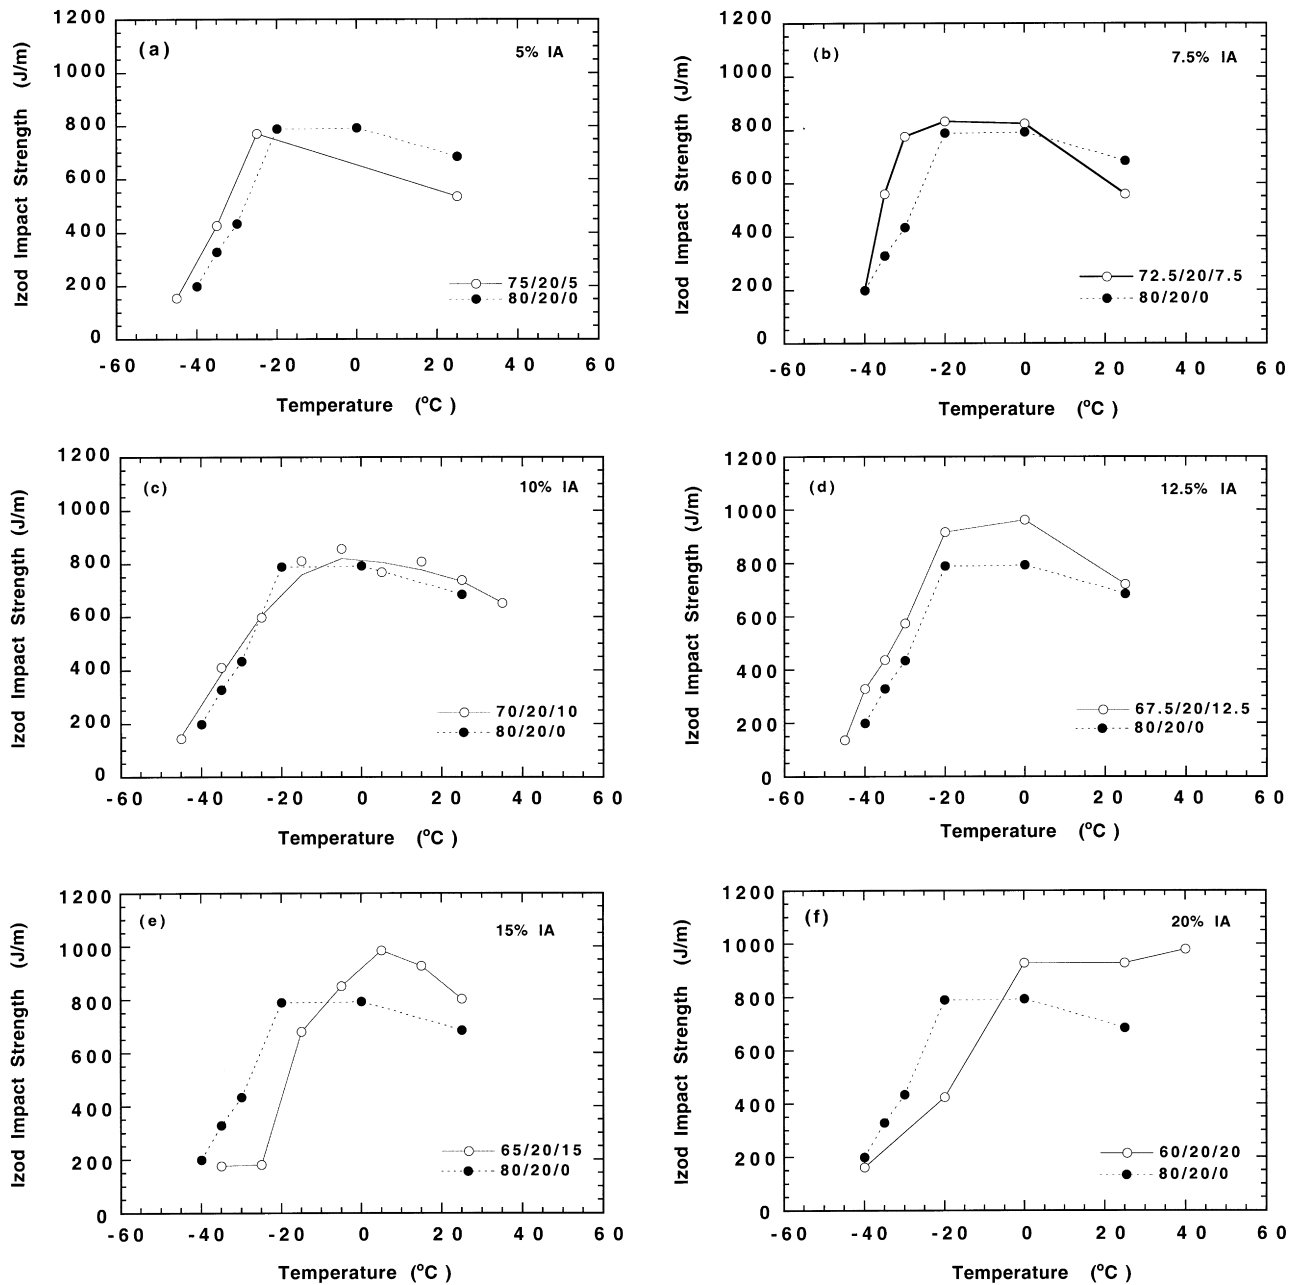 1200
1000
800
600
400
200
0
Izod Impact Strength (J/m)
(a)
5% IA
75/20/5
80/20/0
-60 -40 -20 0 20 40 60
Temperature (°C)
1200
1000
800
600
400
200
0
Izod Impact Strength (J/m)
(b)
7.5% IA
72.5/20/7.5
80/20/0
-60 -40 -20 0 20 40 60
Temperature (°C)
1200
1000
800
600
400
200
0
Izod Impact Strength (J/m)
(c)
10% IA
70/20/10
80/20/0
-60 -40 -20 0 20 40 60
Temperature (°C)
1200
1000
800
600
400
200
0
Izod Impact Strength (J/m)
(d)
12.5% IA
67.5/20/12.5
80/20/0
-60 -40 -20 0 20 40 60
Temperature (°C)
1200
1000
800
600
400
200
0
Izod Impact Strength (J/m)
(e)
15% IA
65/20/15
80/20/0
-60 -40 -20 0 20 40 60
Temperature (°C)
1200
1000
800
600
400
200
0
Izod Impact Strength (J/m)
(f)
20% IA
60/20/20
80/20/0
-60 -40 -20 0 20 40 60
Temperature (°C)